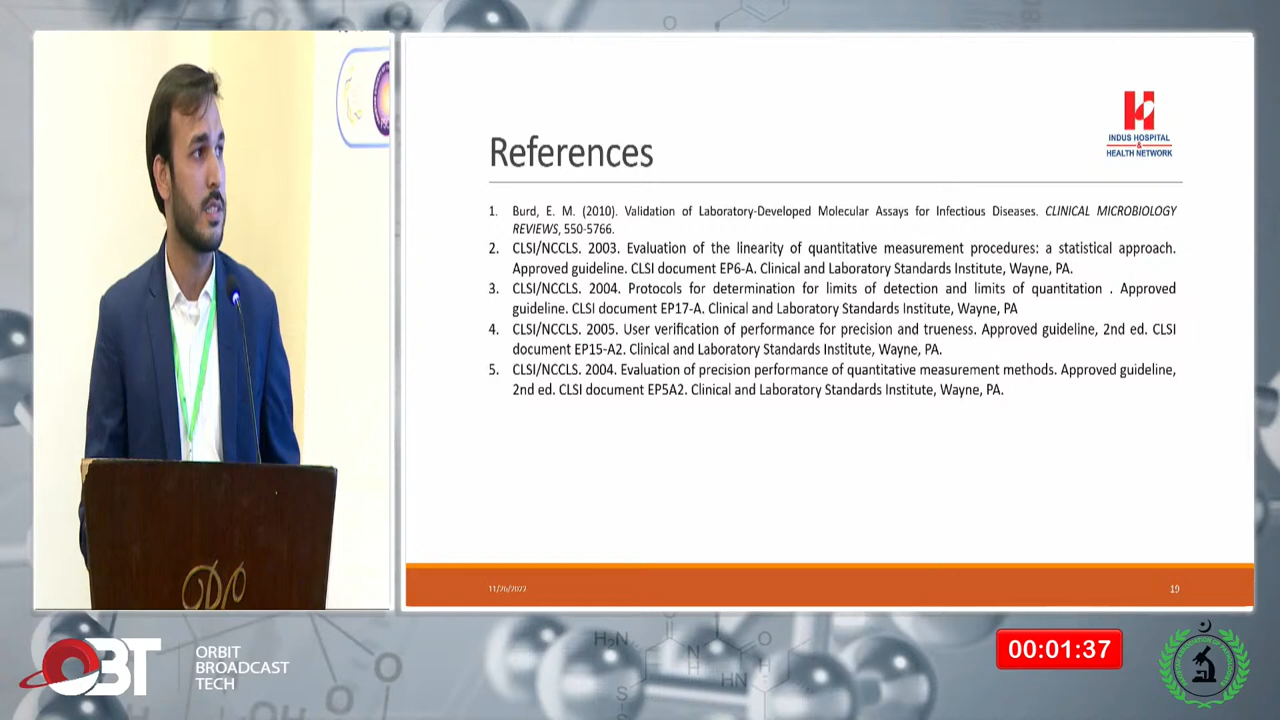 References
INDUS HOSPITAL
&
HEALTH NETWORK
1. Burd, E. M. (2010). Validation of Laboratory-Developed Molecular Assays for Infectious Diseases. CLINICAL MICROBIOLOGY
REVIEWS, 550-5766.
2. CLSI/NCCLS. 2003. Evaluation of the linearity of quantitative measurement procedures: a statistical approach.
Approved guideline. CLSI document EP6-A. Clinical and Laboratory Standards Institute, Wayne, PA.
3. CLSI/NCCLS. 2004. Protocols for determination for limits of detection and limits of quantitation . Approved
guideline. CLSI document EP17-A. Clinical and Laboratory Standards Institute, Wayne, PA
4. CLSI/NCCLS. 2005. User verification of performance for precision and trueness. Approved guideline, 2nd ed. CLSI
document EP15-A2. Clinical and Laboratory Standards Institute, Wayne, PA.
5. CLSI/NCCLS. 2004. Evaluation of precision performance of quantitative measurement methods. Approved guideline,
2nd ed. CLSI document EP5A2. Clinical and Laboratory Standards Institute, Wayne, PA.
11/26/2022
19
OBT
ORBIT
BROADCAST
TECH
H₂N
N
H
O
H
HN
S
O
O
00:01:37